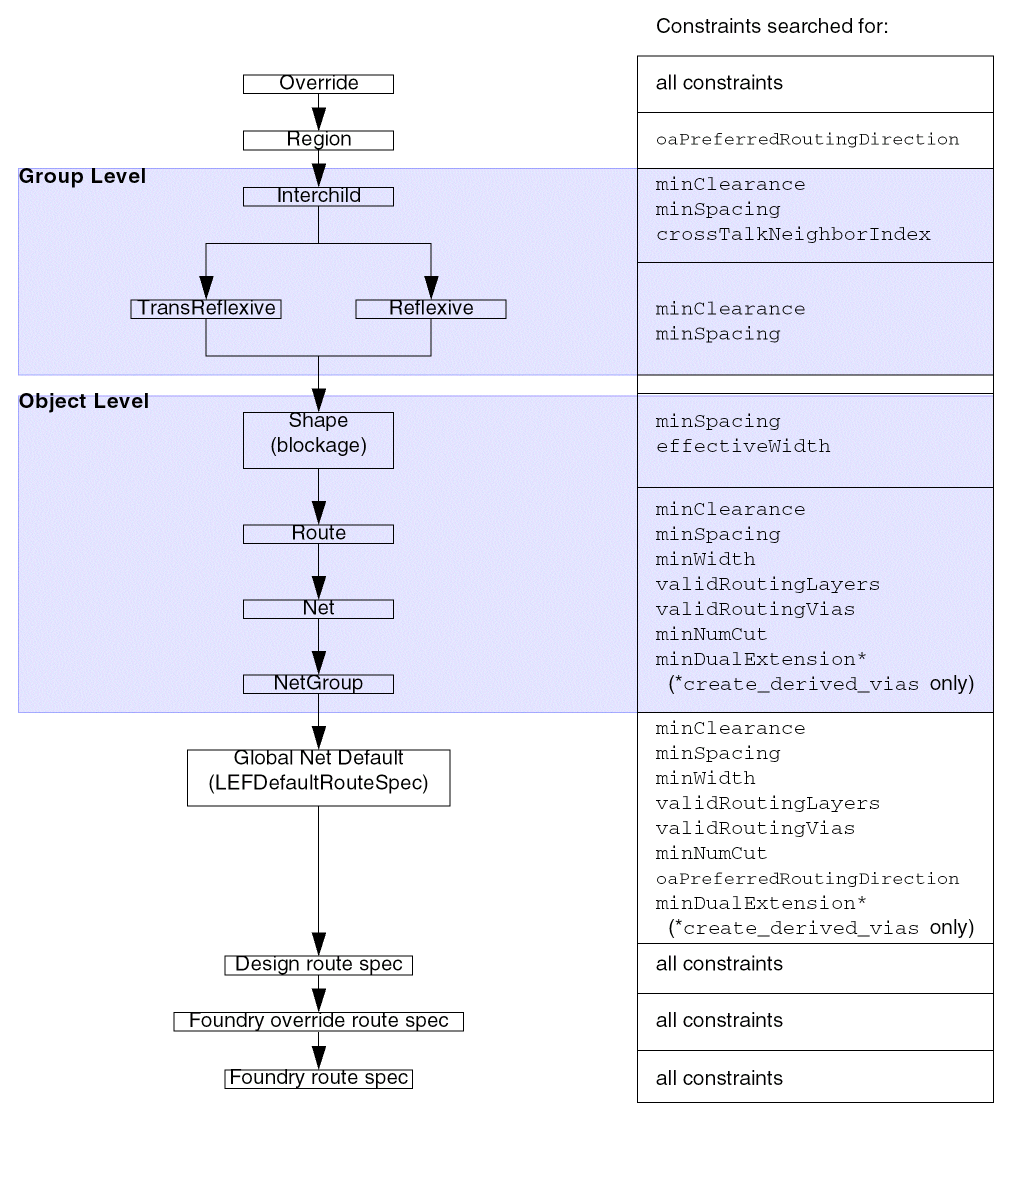 Constraints searched for:
Override
all constraints
Region
oaPreferredRoutingDirection
Group Level
Interchild
minClearance
minSpacing
crossTalkNeighborIndex
TransReflexive
Reflexive
minClearance
minSpacing
Object Level
Shape
(blockage)
minSpacing
effectiveWidth
Route
Net
NetGroup
minClearance
minSpacing
minWidth
validRoutingLayers
validRoutingVias
minNumCut
minDualExtension*
(*create_derived_vias only)
Global Net Default
(LEFDefaultRouteSpec)
minClearance
minSpacing
minWidth
validRoutingLayers
validRoutingVias
minNumCut
oaPreferredRoutingDirection
minDualExtension*
(*create_derived_vias only)
Design route spec
all constraints
Foundry override route spec
all constraints
Foundry route spec
all constraints